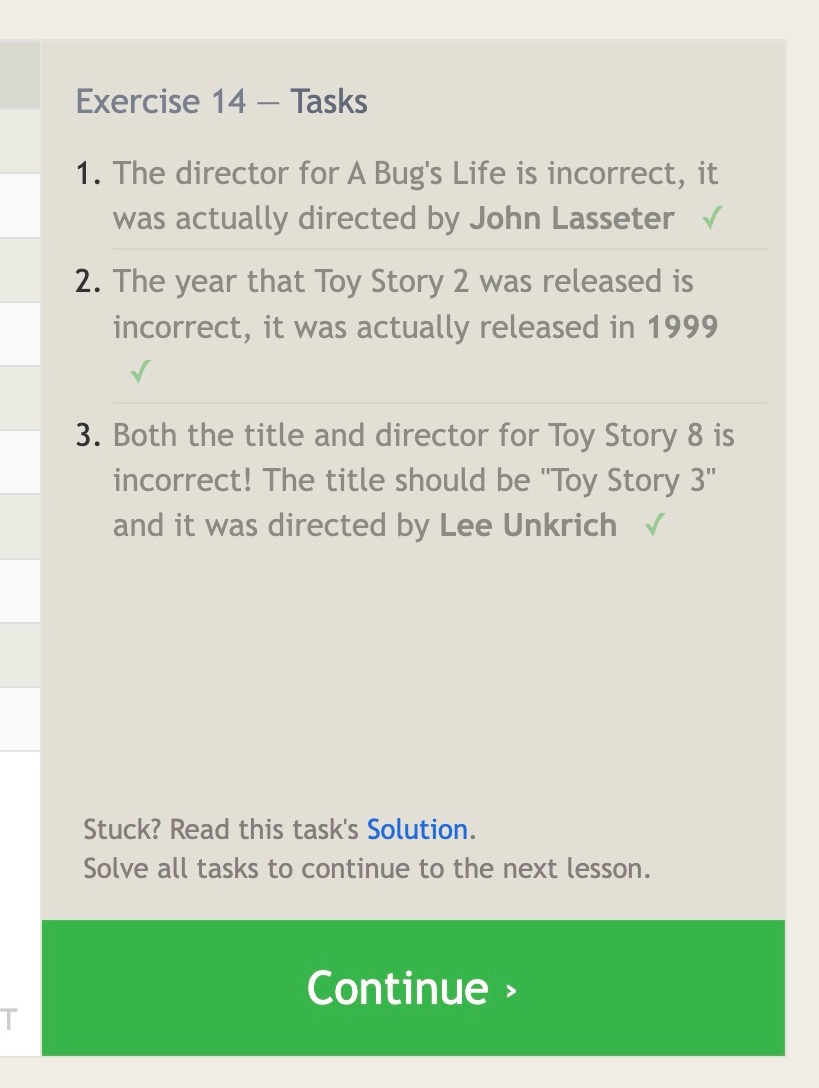 Exercise 14 — Tasks
1. The director for A Bug's Life is incorrect, it
was actually directed by John Lasseter ✓
2. The year that Toy Story 2 was released is
incorrect, it was actually released in 1999
✓
3. Both the title and director for Toy Story 8 is
incorrect! The title should be "Toy Story 3"
and it was directed by Lee Unkrich ✓
Stuck? Read this task's Solution.
Solve all tasks to continue to the next lesson.
T
Continue ›